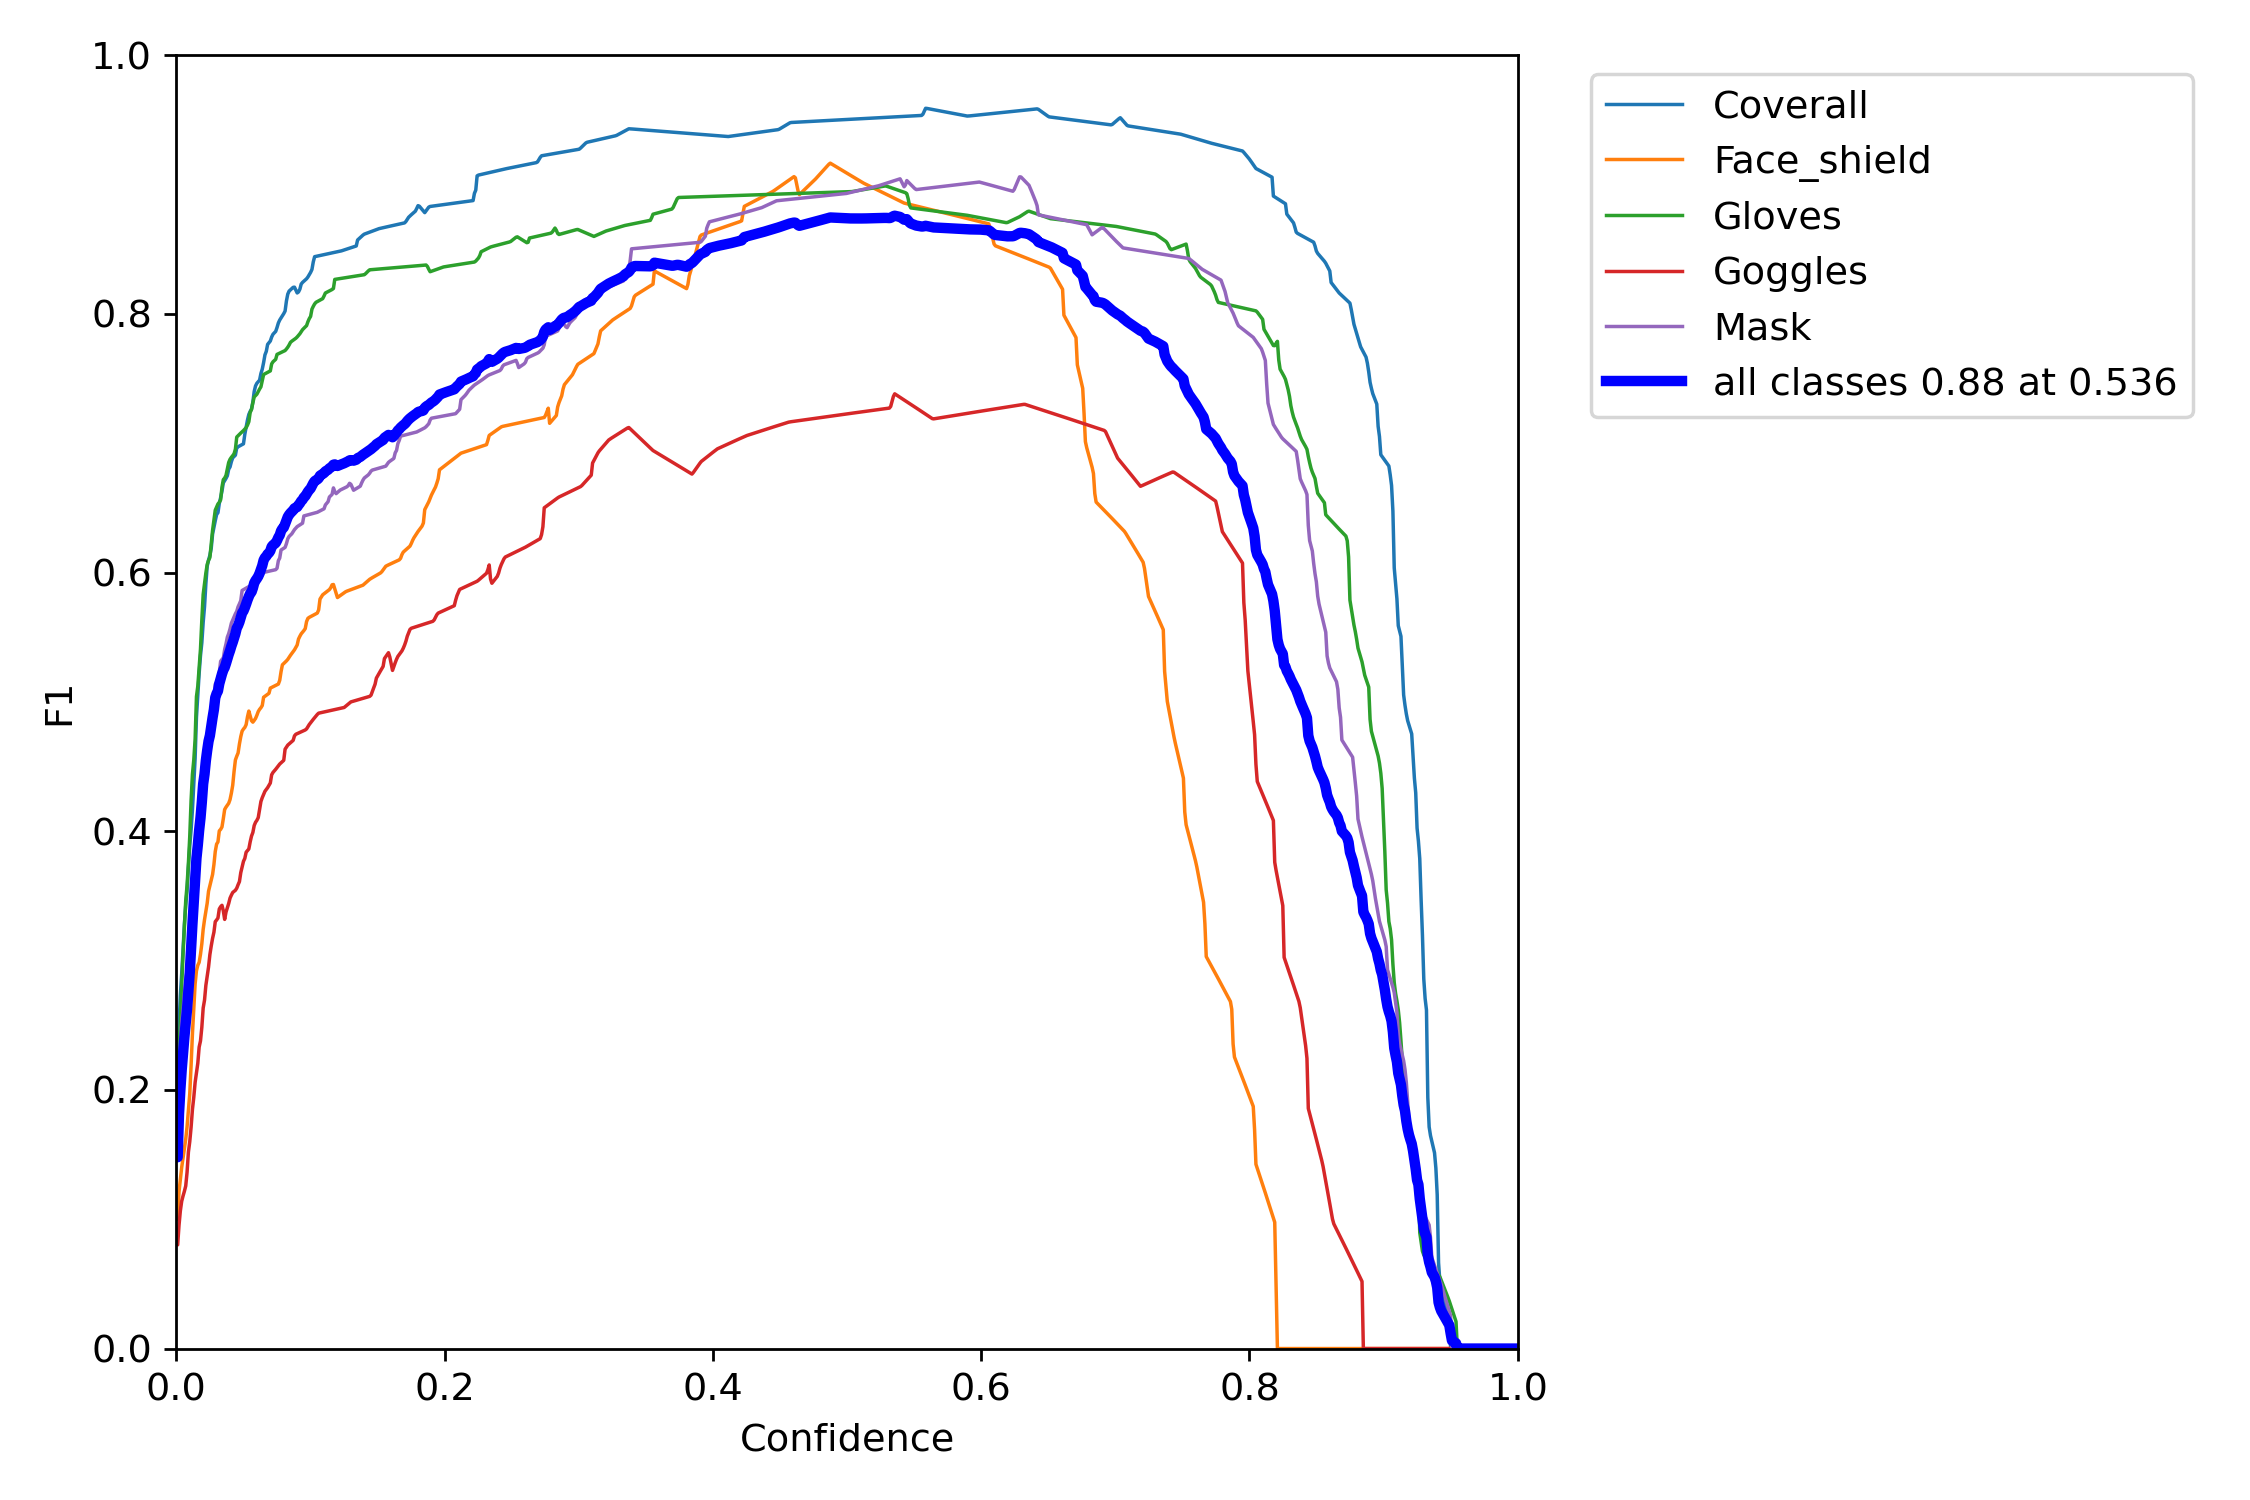 1.0
0.8
0.6
0.4
0.2
0.0
F1
0.0 0.2 0.4 0.6 0.8 1.0
Confidence
Coverall
Face_shield
Gloves
Goggles
Mask
all classes 0.88 at 0.536